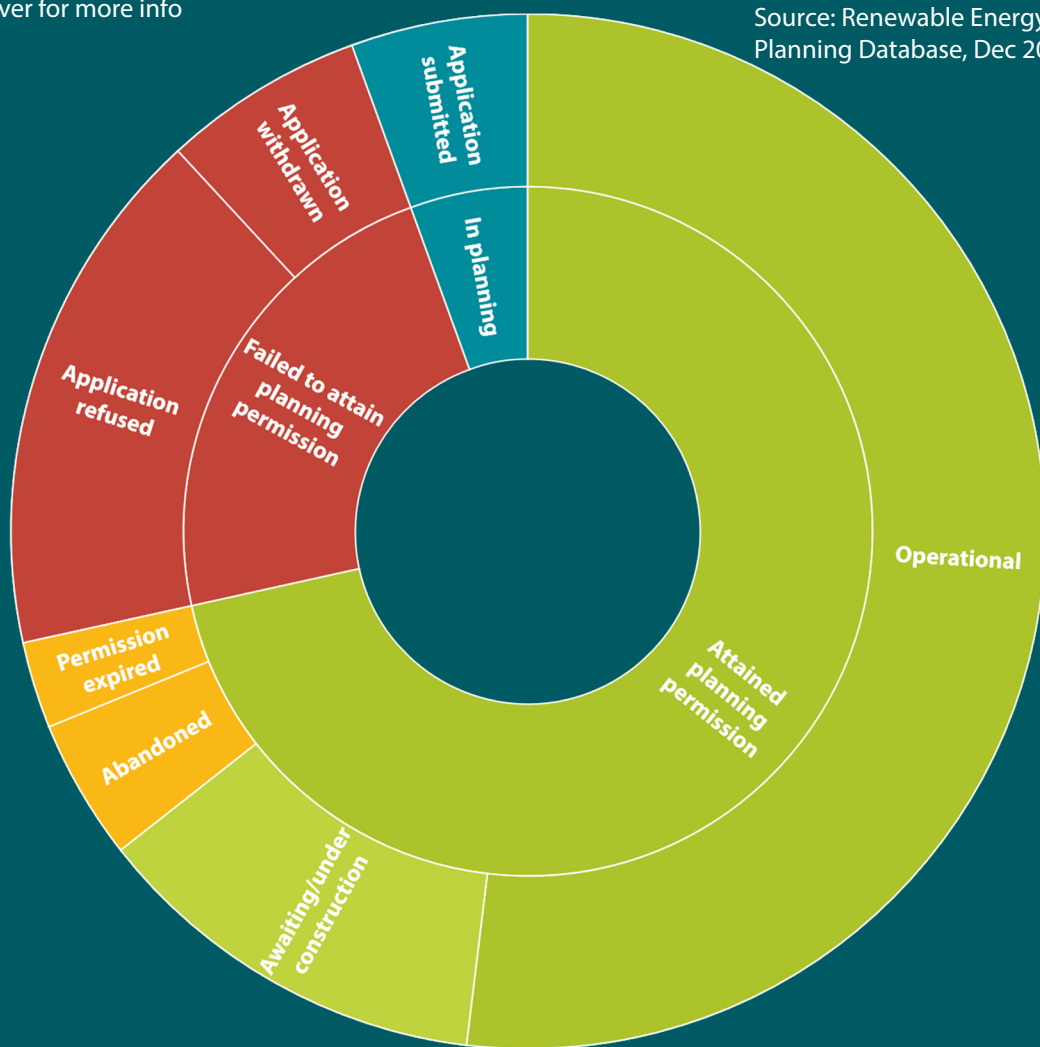 ver for more info
Source: Renewable Energy
Planning Database, Dec 20
Application
submitted
In planning
Application
withdrawn
Failed to attain
planning
permission
Application
refused
Operational
Attained
planning
permission
Permission
expired
Abandoned
Awaiting/under
construction